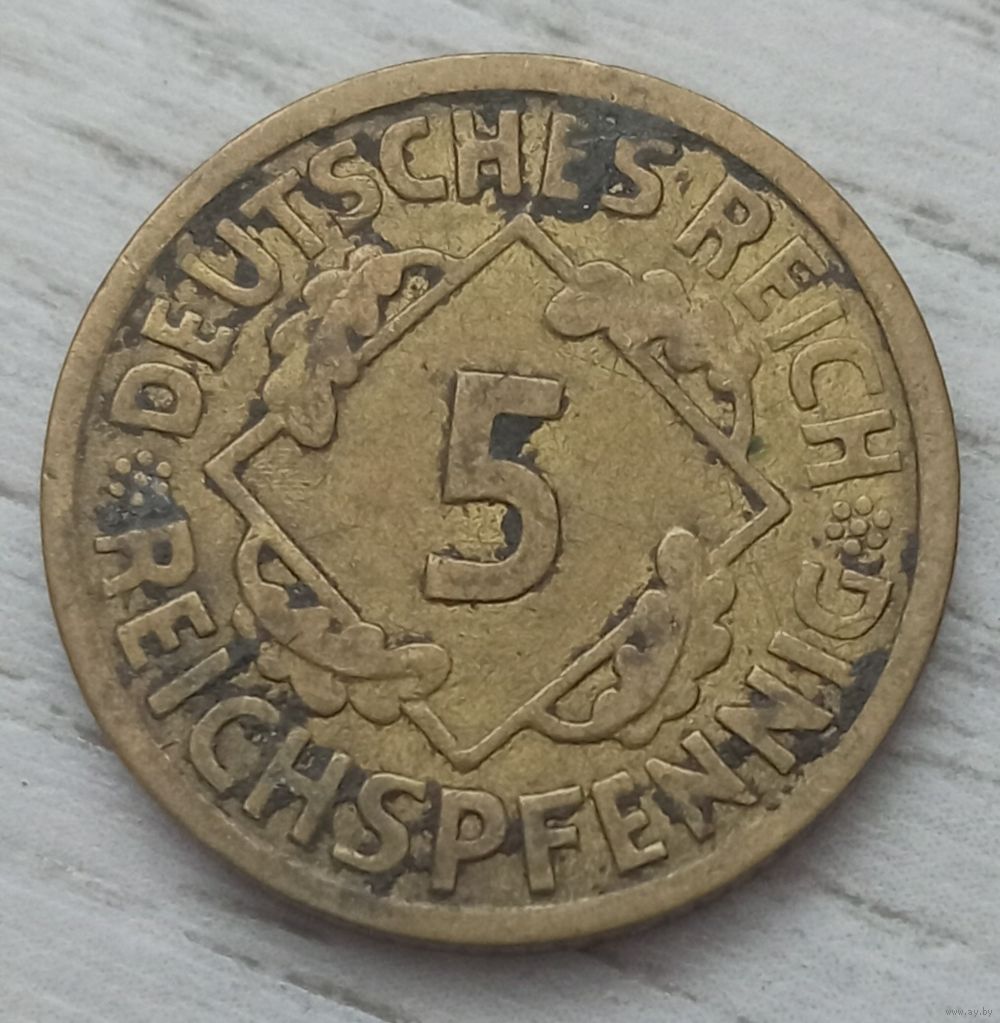 DEUTSCHES REICH
5
REICHSPFENNIG
www.ay.by